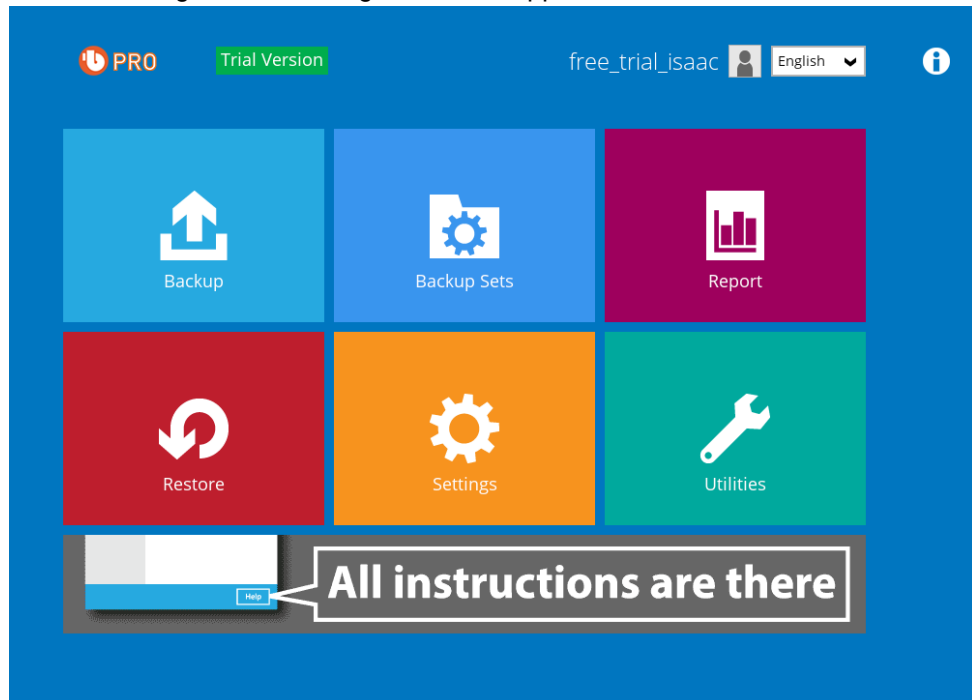 PRO
Trial Version
free_trial_isaac
English
Backup
Backup Sets
Report
Restore
Settings
Utilities
Help
All instructions are there